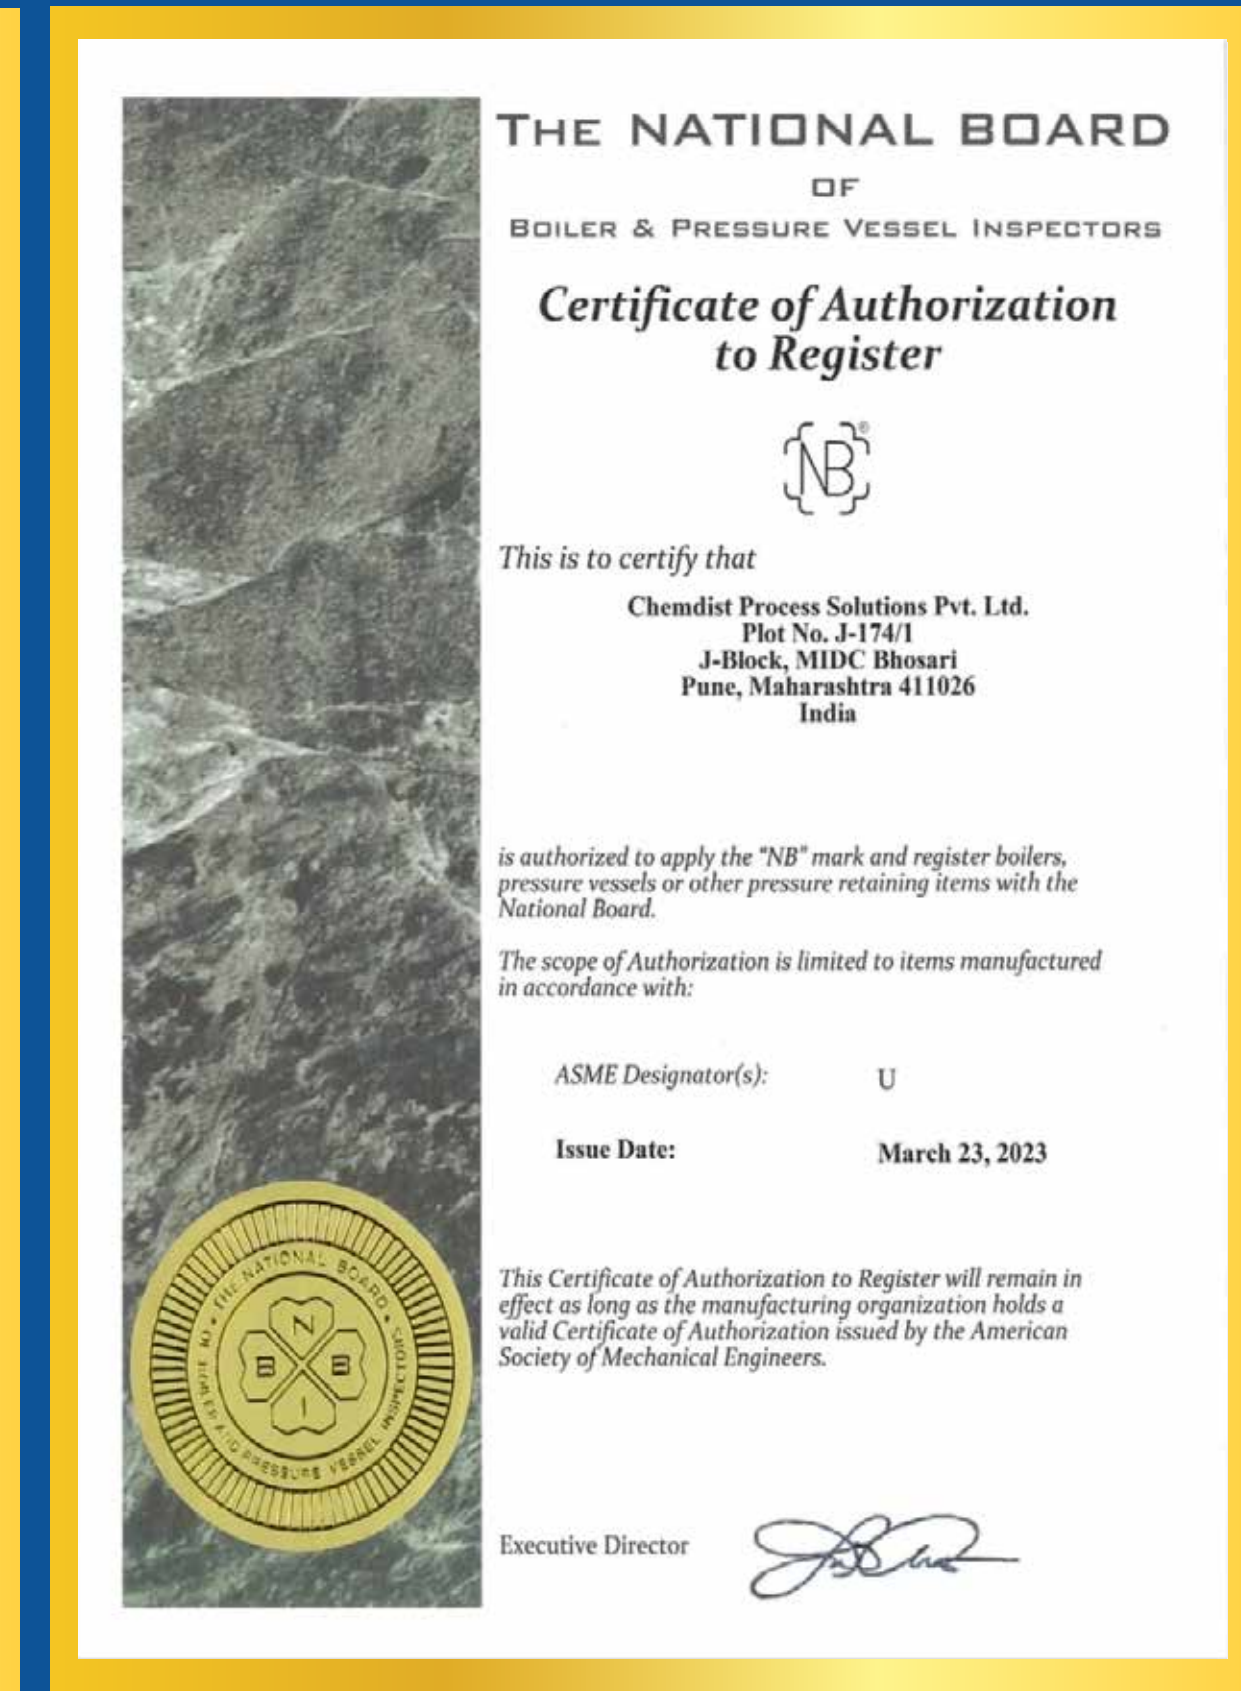 THE NATIONAL BOARD
OF
BOILER & PRESSURE VESSEL INSPECTORS
Certificate of Authorization
to Register
NB®
This is to certify that
Chemdist Process Solutions Pvt. Ltd.
Plot No. J-174/1
J-Block, MIDC Bhosari
Pune, Maharashtra 411026
India
is authorized to apply the "NB" mark and register boilers,
pressure vessels or other pressure retaining items with the
National Board.
The scope of Authorization is limited to items manufactured
in accordance with:
ASME Designator(s): U
Issue Date: March 23, 2023
This Certificate of Authorization to Register will remain in
effect as long as the manufacturing organization holds a
valid Certificate of Authorization issued by the American
Society of Mechanical Engineers.
Executive Director
THE NATIONAL BOARD
OF BOILER AND PRESSURE VESSEL INSPECTORS
N
B B
I